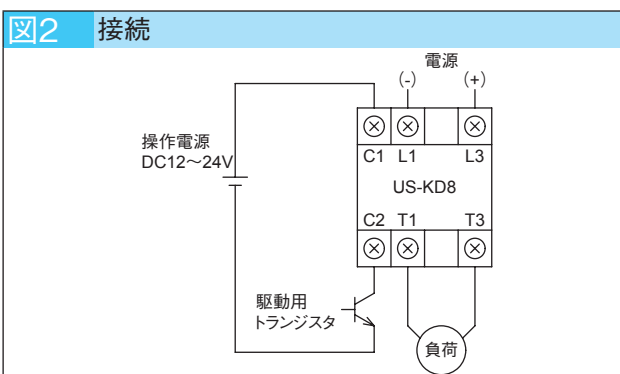 図2 接続
電源
(-) (+)
操作電源
DC12～24V
C1 L1 L3
US-KD8
C2 T1 T3
駆動用
トランジスタ
負荷